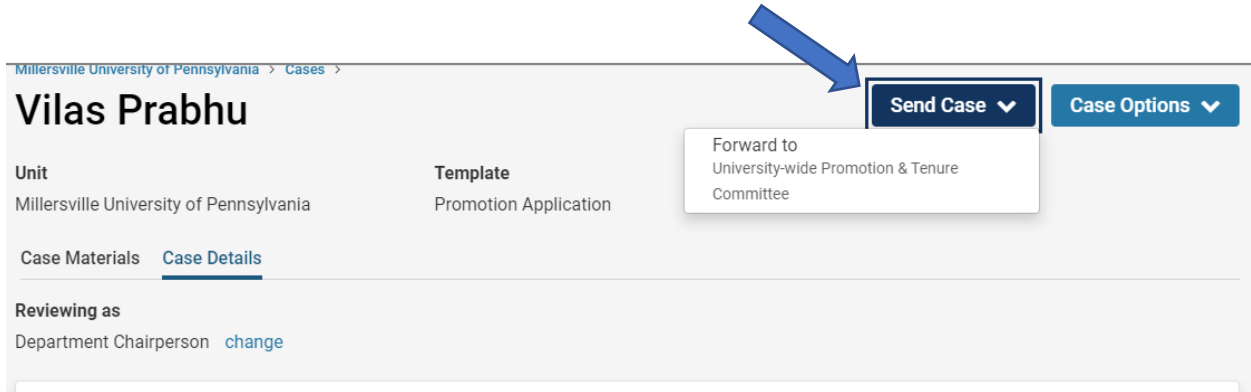 Millersville University of Pennsylvania > Cases >
Vilas Prabhu
Send Case
Case Options
Forward to
University-wide Promotion & Tenure
Committee
Unit
Template
Millersville University of Pennsylvania
Promotion Application
Case Materials
Case Details
Reviewing as
Department Chairperson change